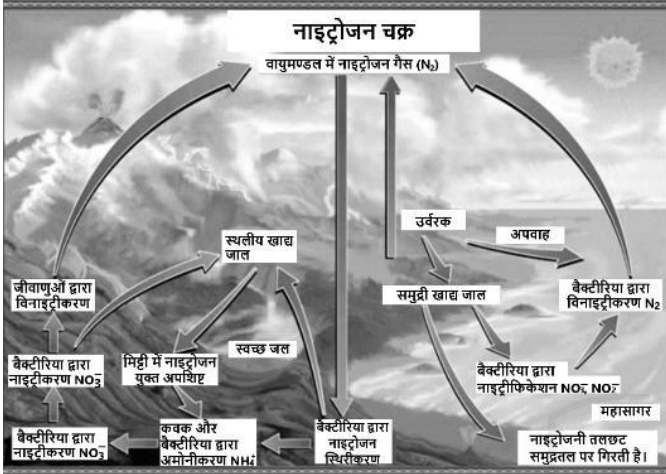 नाइट्रोजन चक्र
वायुमण्डल में नाइट्रोजन गैस (N₂)
उर्वरक
अपवाह
स्थलीय खाद्य
जाल
जीवाणुओं द्वारा
विनाइट्रीकरण
समुद्री खाद्य जाल
बैक्टीरिया द्वारा
विनाइट्रीकरण N₂
स्वच्छ जल
बैक्टीरिया द्वारा
नाइट्रीकरण NO₃⁻
मिट्टी में नाइट्रोजन
युक्त अपशिष्ट
बैक्टीरिया द्वारा
नाइट्रीफिकेशन NO₃⁻, NO₂⁻
महासागर
बैक्टीरिया द्वारा
नाइट्रीकरण NO₃⁻
कवक और
बैक्टीरिया द्वारा
अमोनीकरण NH₄⁺
बैक्टीरिया द्वारा
नाइट्रोजन
स्थिरीकरण
नाइट्रोजनी तलछट
समुद्रतल पर गिरती है।